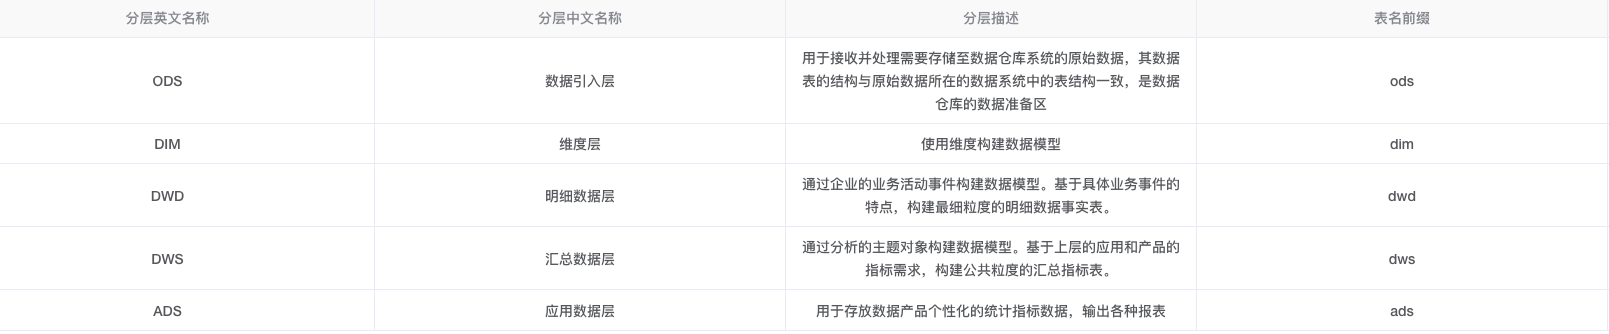 分层英文名称
分层中文名称
分层描述
表名前缀
ODS
数据引入层
用于接收并处理需要存储至数据仓库系统的原始数据，其数据
表的结构与原始数据所在的数据系统中的表结构一致，是数据
仓库的数据准备区
ods
DIM
维度层
使用维度构建数据模型
dim
DWD
明细数据层
通过企业的业务活动事件构建数据模型。基于具体业务事件的
特点，构建最细粒度的明细数据事实表。
dwd
DWS
汇总数据层
通过分析的主题对象构建数据模型。基于上层的应用和产品的
指标需求，构建公共粒度的汇总指标表。
dws
ADS
应用数据层
用于存放数据产品个性化的统计指标数据，输出各种报表
ads